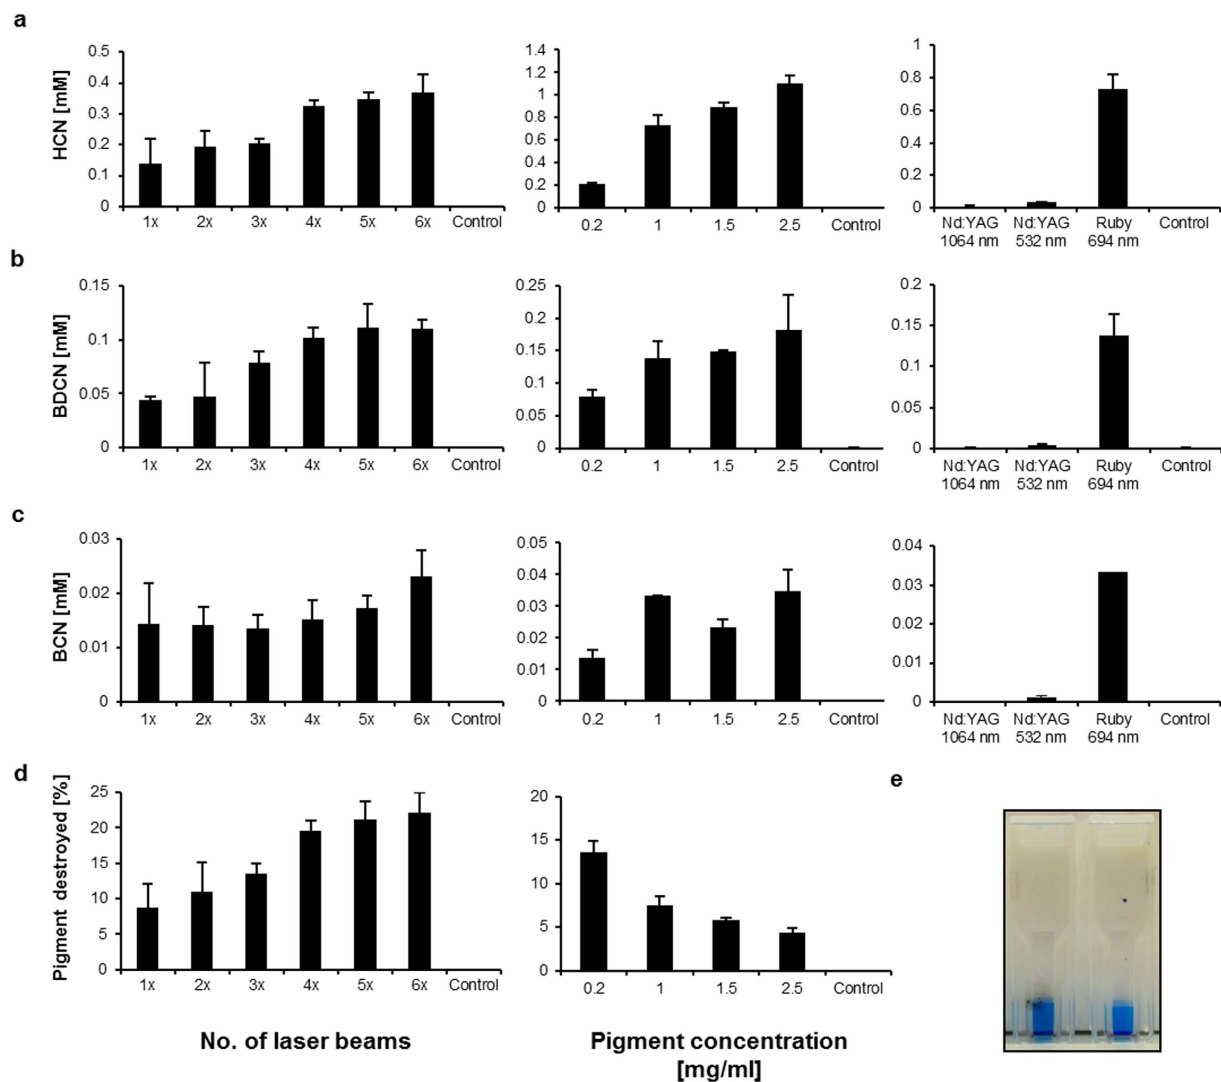 a
HCN [mM]
0.5
0.4
0.3
0.2
0.1
0
1x 2x 3x 4x 5x 6x Control
1.4
1.2
1
0.8
0.6
0.4
0.2
0
0.2 1 1.5 2.5 Control
1
0.8
0.6
0.4
0.2
0
Nd:YAG Nd:YAG Ruby Control
1064 nm 532 nm 694 nm
b
BDCN [mM]
0.15
0.1
0.05
0
1x 2x 3x 4x 5x 6x Control
0.25
0.2
0.15
0.1
0.05
0
0.2 1 1.5 2.5 Control
0.2
0.15
0.1
0.05
0
Nd:YAG Nd:YAG Ruby Control
1064 nm 532 nm 694 nm
c
BCN [mM]
0.03
0.02
0.01
0
1x 2x 3x 4x 5x 6x Control
0.05
0.04
0.03
0.02
0.01
0
0.2 1 1.5 2.5 Control
0.04
0.03
0.02
0.01
0
Nd:YAG Nd:YAG Ruby Control
1064 nm 532 nm 694 nm
d
Pigment destroyed [%]
25
20
15
10
5
0
1x 2x 3x 4x 5x 6x Control
No. of laser beams
20
15
10
5
0
0.2 1 1.5 2.5 Control
Pigment concentration
[mg/ml]
e